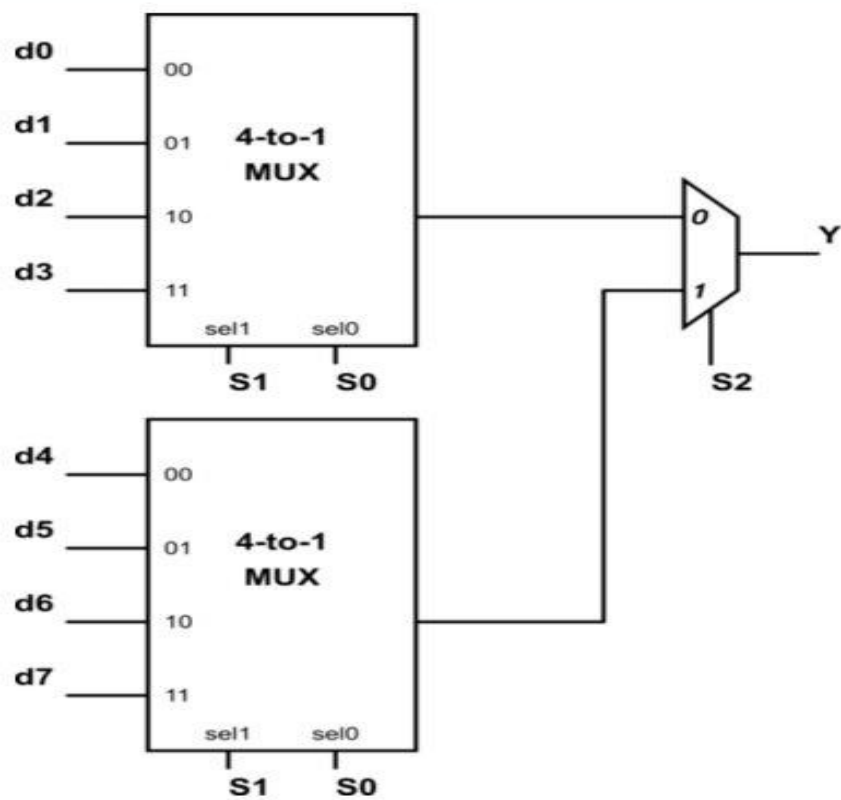 d0
00
d1
01
4-to-1
MUX
d2
10
d3
11
sel1 sel0
S1 S0
0
1
Y
S2
d4
00
d5
01
4-to-1
MUX
d6
10
d7
11
sel1 sel0
S1 S0